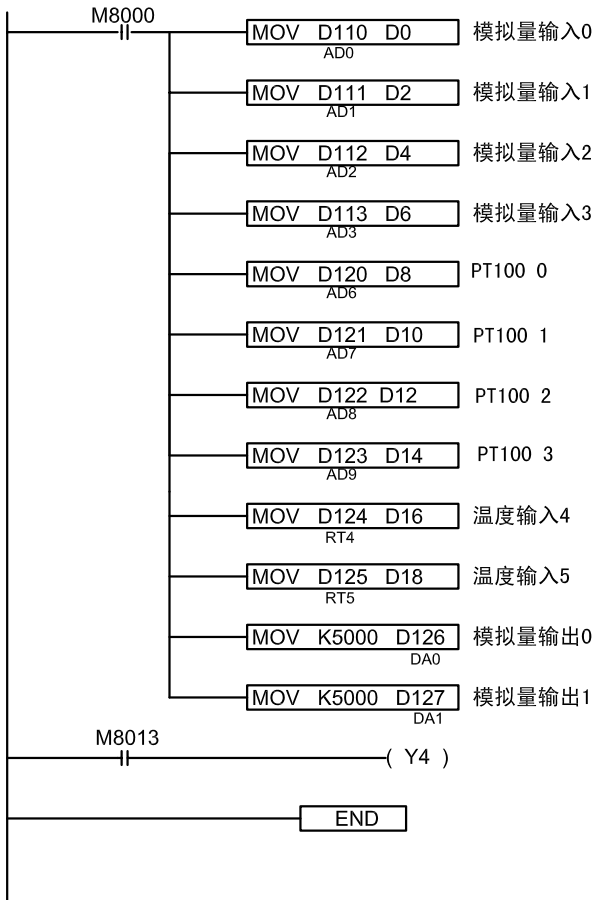 M8000
MOV D110 D0 模拟量输入0
AD0
MOV D111 D2 模拟量输入1
AD1
MOV D112 D4 模拟量输入2
AD2
MOV D113 D6 模拟量输入3
AD3
MOV D120 D8 PT100 0
AD6
MOV D121 D10 PT100 1
AD7
MOV D122 D12 PT100 2
AD8
MOV D123 D14 PT100 3
AD9
MOV D124 D16 温度输入4
RT4
MOV D125 D18 温度输入5
RT5
MOV K5000 D126 模拟量输出0
DA0
MOV K5000 D127 模拟量输出1
DA1
M8013
( Y4 )
END